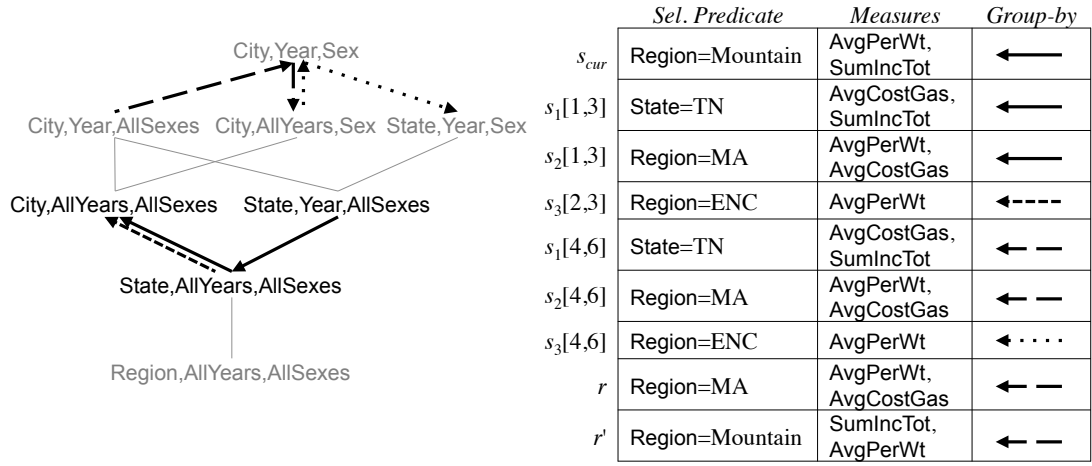 City,Year,Sex
City,Year,AllSexes City,AllYears,Sex State,Year,Sex
City,AllYears,AllSexes State,Year,AllSexes
State,AllYears,AllSexes
Region,AllYears,AllSexes
Sel. Predicate Measures Group-by
s_cur Region=Mountain AvgPerWt,
SumIncTot
s_1[1,3] State=TN AvgCostGas,
SumIncTot
s_2[1,3] Region=MA AvgPerWt,
AvgCostGas
s_3[2,3] Region=ENC AvgPerWt
s_1[4,6] State=TN AvgCostGas,
SumIncTot
s_2[4,6] Region=MA AvgPerWt,
AvgCostGas
s_3[4,6] Region=ENC AvgPerWt
r Region=MA AvgPerWt,
AvgCostGas
r' Region=Mountain SumIncTot,
AvgPerWt